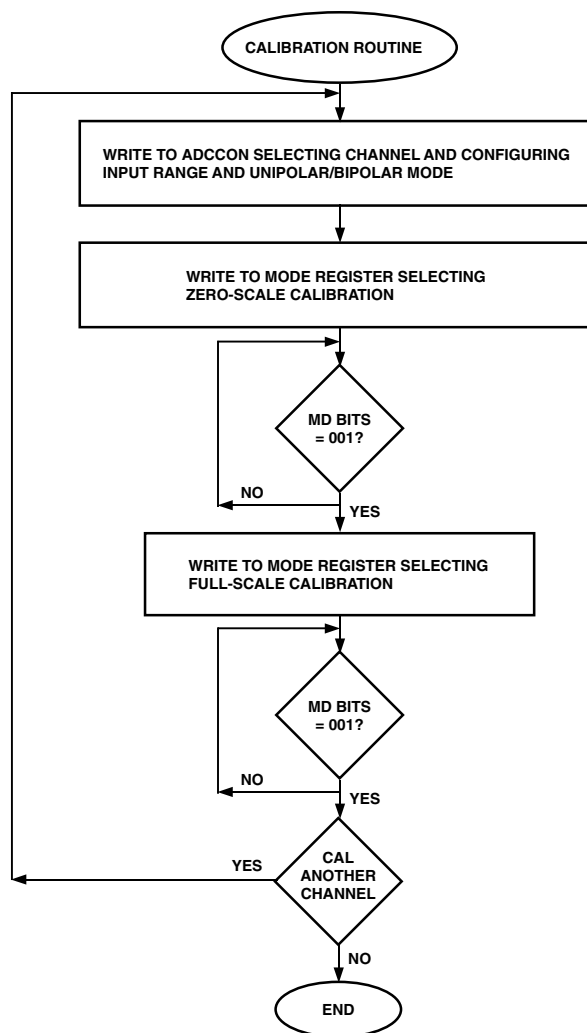 CALIBRATION ROUTINE
WRITE TO ADCCON SELECTING CHANNEL AND CONFIGURING
INPUT RANGE AND UNIPOLAR/BIPOLAR MODE
WRITE TO MODE REGISTER SELECTING
ZERO-SCALE CALIBRATION
MD BITS
= 001?
NO
YES
WRITE TO MODE REGISTER SELECTING
FULL-SCALE CALIBRATION
MD BITS
= 001?
NO
YES
YES
CAL
ANOTHER
CHANNEL
NO
END